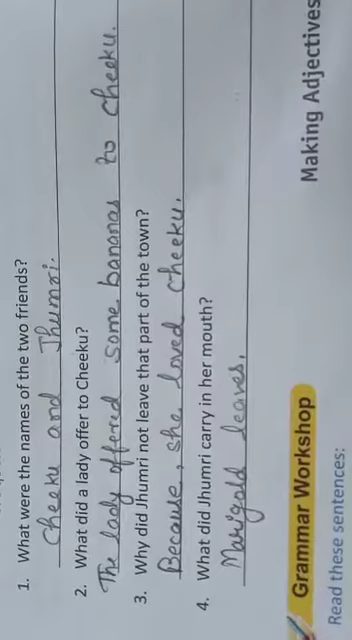 1. What were the names of the two friends?
Cheeku and Jhumri.
2. What did a lady offer to Cheeku?
The lady offered some bananas to cheeku.
3. Why did Jhumri not leave that part of the town?
Because, she loved cheeku.
4. What did Jhumri carry in her mouth?
Marigold leaves.
Grammar Workshop
Making Adjectives
Read these sentences: